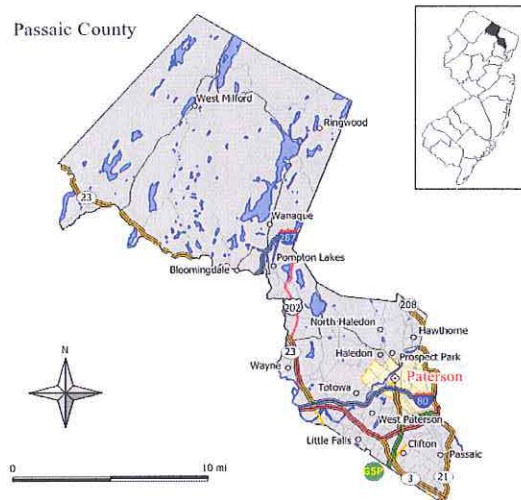 Passaic County
West Milford
Ringwood
23
Wanaque
287
Pompton Lakes
Bloomingdale
202
208
North Haledon
Hawthorne
23
Haledon
Prospect Park
Wayne
Paterson
Totowa
80
N
West Paterson
Little Falls
Clifton
Passaic
GSP
3
21
0
10 mi